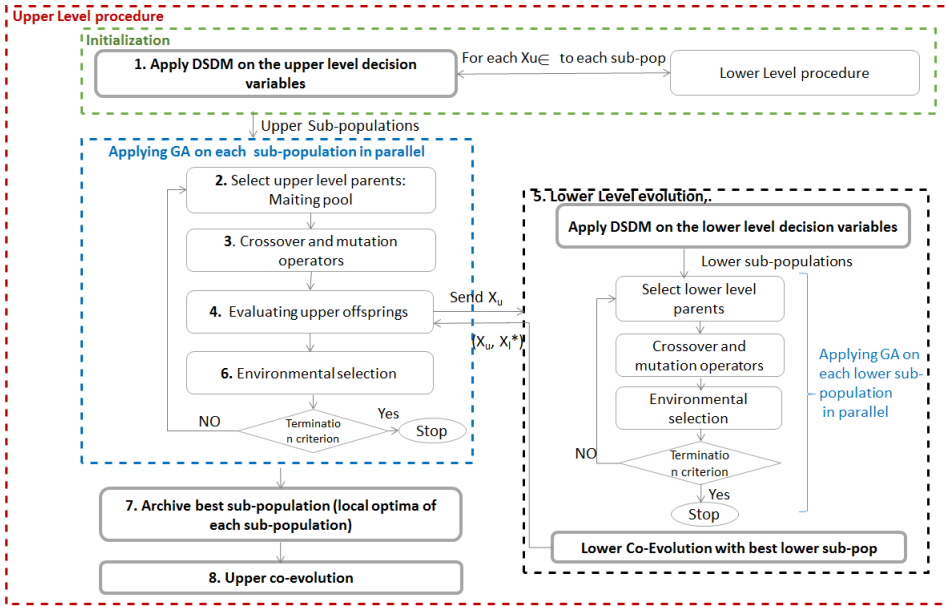 Upper Level procedure
Initialization
1. Apply DSDM on the upper level decision
variables
For each Xu∈ to each sub-pop
Lower Level procedure
Upper Sub-populations
Applying GA on each sub-population in parallel
2. Select upper level parents:
Maiting pool
3. Crossover and mutation
operators
4. Evaluating upper offsprings
6. Environmental selection
Terminatio
n criterion
NO
Yes
Stop
Send Xu
(Xu, Xl*)
5. Lower Level evolution,.
Apply DSDM on the lower level decision variables
Lower sub-populations
Select lower level
parents
Crossover and
mutation operators
Environmental
selection
Terminatio
n criterion
NO
Yes
Stop
Applying GA on
each lower sub-
population
in parallel
Lower Co-Evolution with best lower sub-pop
7. Archive best sub-population (local optima of
each sub-population)
8. Upper co-evolution